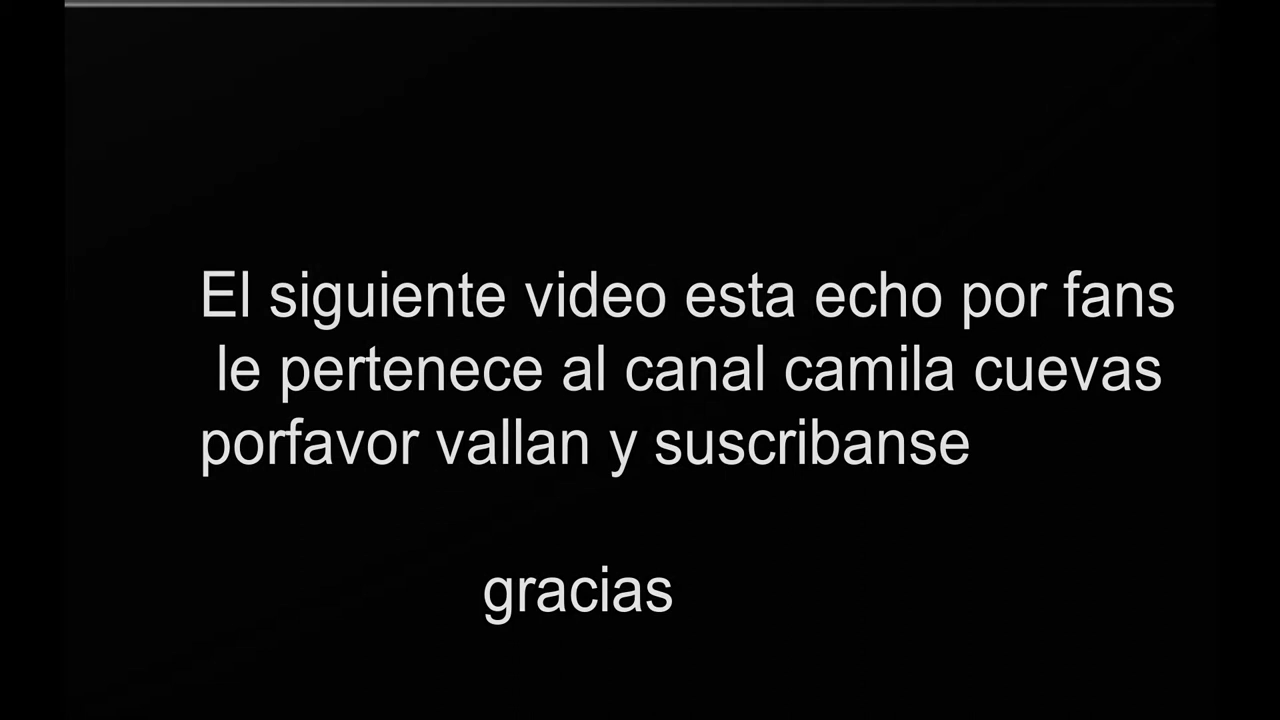 El siguiente video esta echo por fans
le pertenece al canal camila cuevas
porfavor vallan y suscribanse
gracias